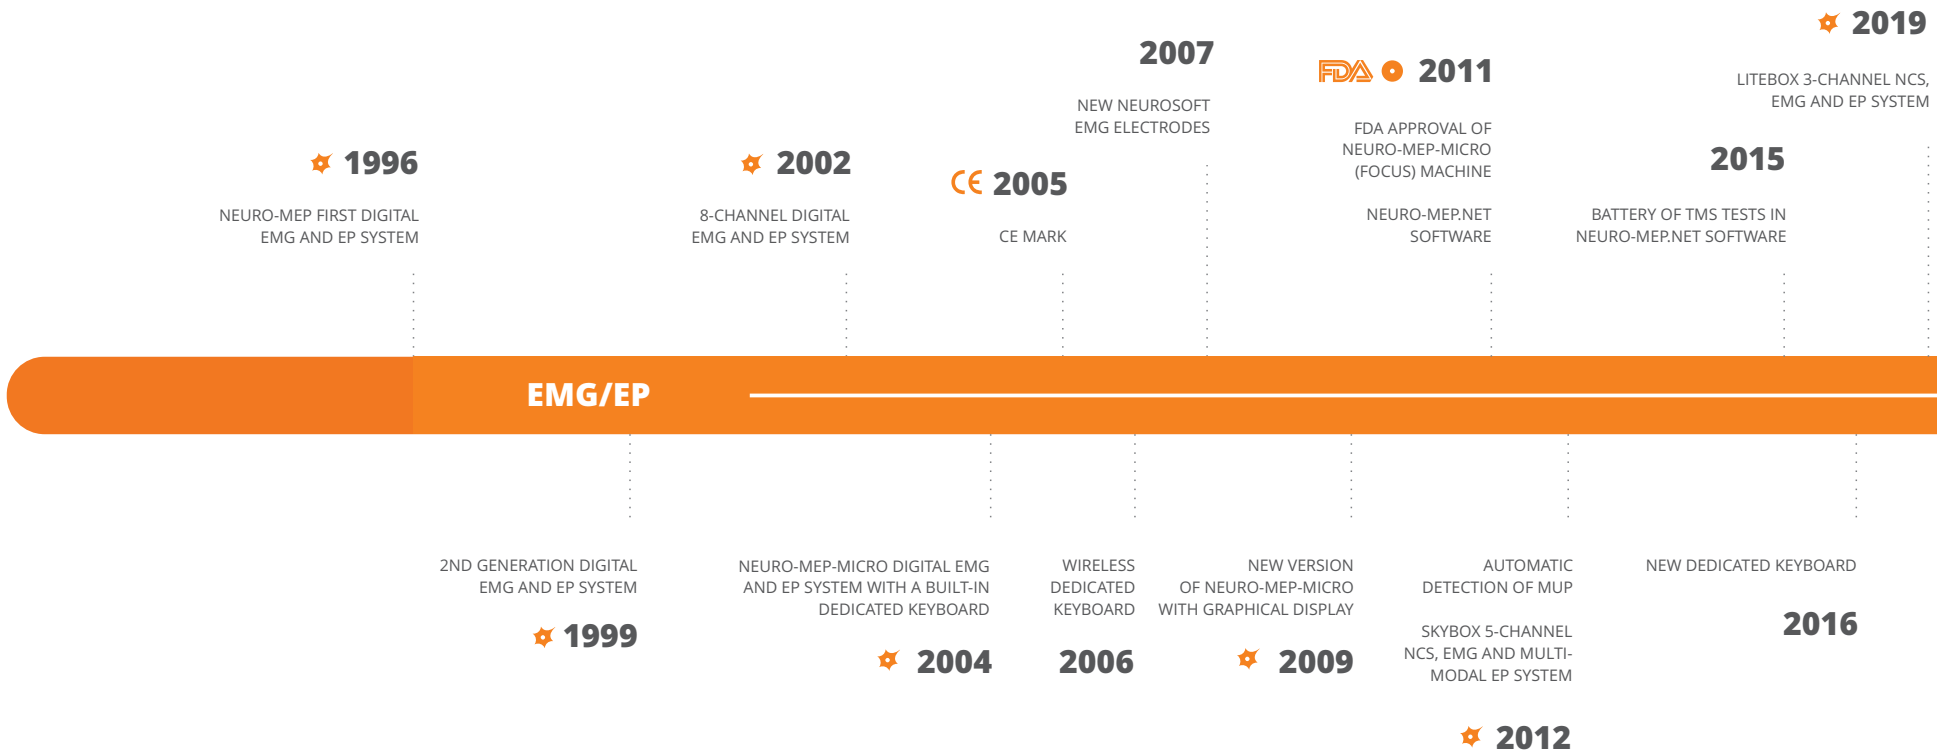 1996
NEURO-MEP FIRST DIGITAL
EMG AND EP SYSTEM
2002
8-CHANNEL DIGITAL
EMG AND EP SYSTEM
CE 2005
CE MARK
2007
NEW NEUROSOFT
EMG ELECTRODES
FDA 2011
FDA APPROVAL OF
NEURO-MEP-MICRO
(FOCUS) MACHINE
NEURO-MEP.NET
SOFTWARE
2015
BATTERY OF TMS TESTS IN
NEURO-MEP.NET SOFTWARE
2019
LITEBOX 3-CHANNEL NCS,
EMG AND EP SYSTEM
EMG/EP
2ND GENERATION DIGITAL
EMG AND EP SYSTEM
1999
NEURO-MEP-MICRO DIGITAL EMG
AND EP SYSTEM WITH A BUILT-IN
DEDICATED KEYBOARD
2004
WIRELESS
DEDICATED
KEYBOARD
2006
NEW VERSION
OF NEURO-MEP-MICRO
WITH GRAPHICAL DISPLAY
2009
AUTOMATIC
DETECTION OF MUP
SKYBOX 5-CHANNEL
NCS, EMG AND MULTI-
MODAL EP SYSTEM
2012
NEW DEDICATED KEYBOARD
2016